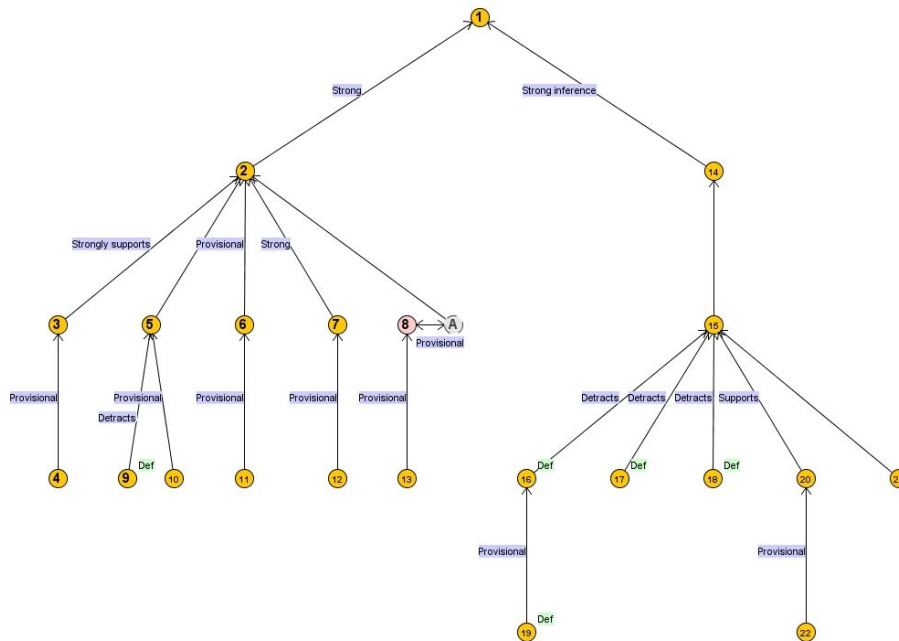 1
Strong
Strong inference
2
14
Strongly supports
Provisional
Strong
3
5
6
7
8
A
15
Provisional
Provisional
Provisional
Detracts
Provisional
Provisional
Provisional
Detracts
Detracts
Detracts
Supports
4
9
Def
10
11
12
13
16
Def
17
Def
18
Def
20
Provisional
Provisional
19
Def
22